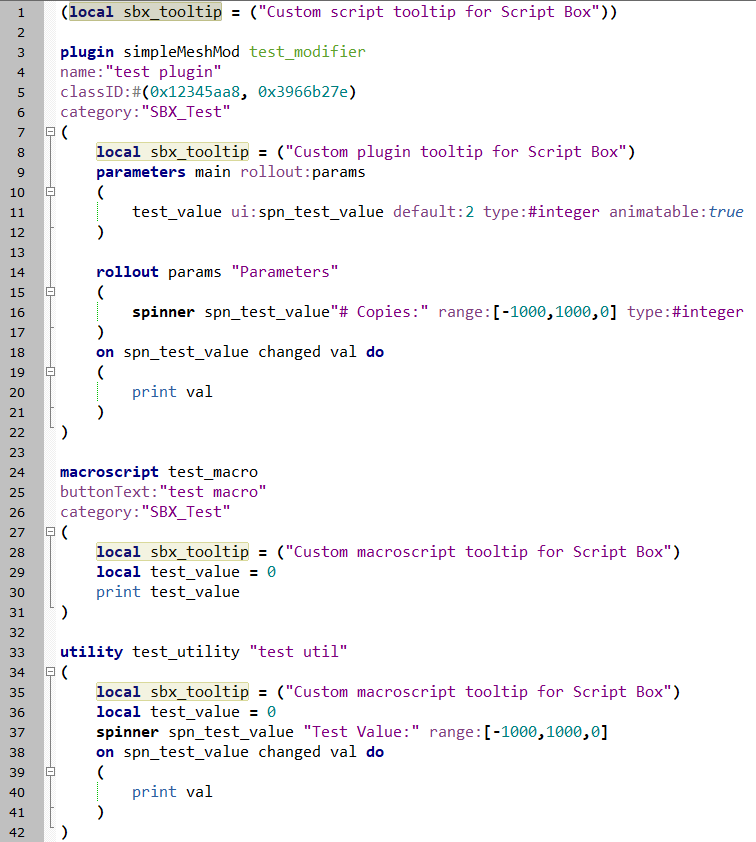 1 (local sbx_tooltip = ("Custom script tooltip for Script Box"))
2
3 plugin simpleMeshMod test_modifier
4 name:"test plugin"
5 classID:#(0x12345aa8, 0x3966b27e)
6 category:"SBX_Test"
7 (
8 local sbx_tooltip = ("Custom plugin tooltip for Script Box")
9 parameters main rollout:params
10 (
11 test_value ui:spn_test_value default:2 type:#integer animatable:true
12 )
13
14 rollout params "Parameters"
15 (
16 spinner spn_test_value"# Copies:" range:[-1000,1000,0] type:#integer
17 )
18 on spn_test_value changed val do
19 (
20 print val
21 )
22 )
23
24 macroscript test_macro
25 buttonText:"test macro"
26 category:"SBX_Test"
27 (
28 local sbx_tooltip = ("Custom macroscript tooltip for Script Box")
29 local test_value = 0
30 print test_value
31 )
32
33 utility test_utility "test util"
34 (
35 local sbx_tooltip = ("Custom macroscript tooltip for Script Box")
36 local test_value = 0
37 spinner spn_test_value "Test Value:" range:[-1000,1000,0]
38 on spn_test_value changed val do
39 (
40 print val
41 )
42 )